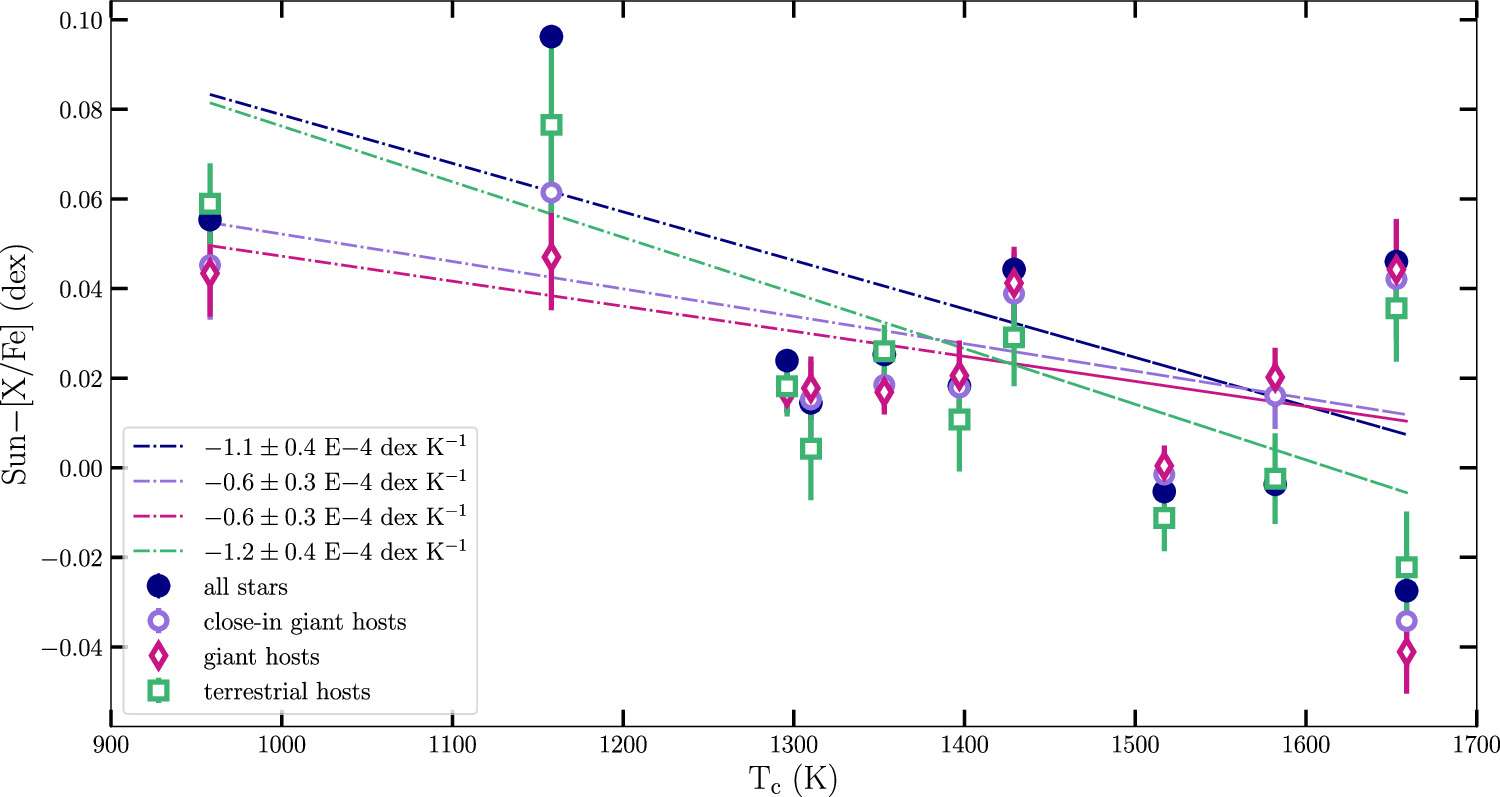 0.10
0.08
0.06
0.04
0.02
0.00
−0.02
−0.04
Sun−[X/Fe] (dex)
−1.1 ± 0.4 E−4 dex K⁻¹
−0.6 ± 0.3 E−4 dex K⁻¹
−0.6 ± 0.3 E−4 dex K⁻¹
−1.2 ± 0.4 E−4 dex K⁻¹
all stars
close-in giant hosts
giant hosts
terrestrial hosts
900 1000 1100 1200 1300 1400 1500 1600 1700
T_c (K)